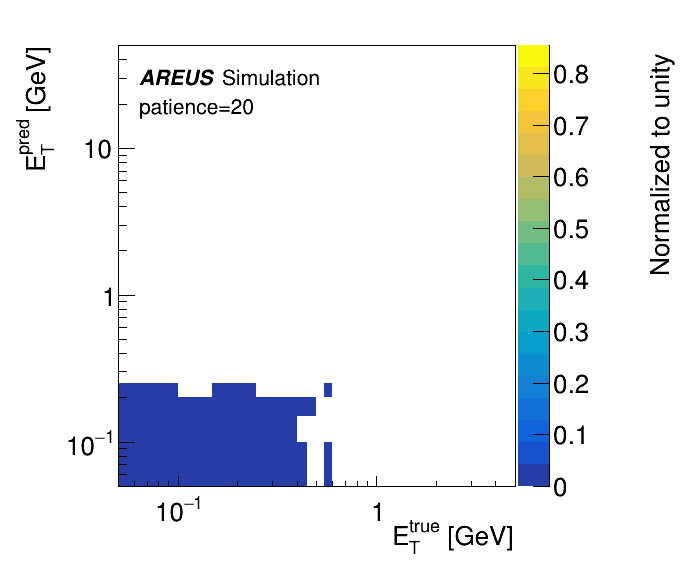 AREUS Simulation
patience=20
E_T^pred [GeV]
10
1
10⁻¹
10⁻¹
1
E_T^true [GeV]
0.8
0.7
0.6
0.5
0.4
0.3
0.2
0.1
0
Normalized to unity